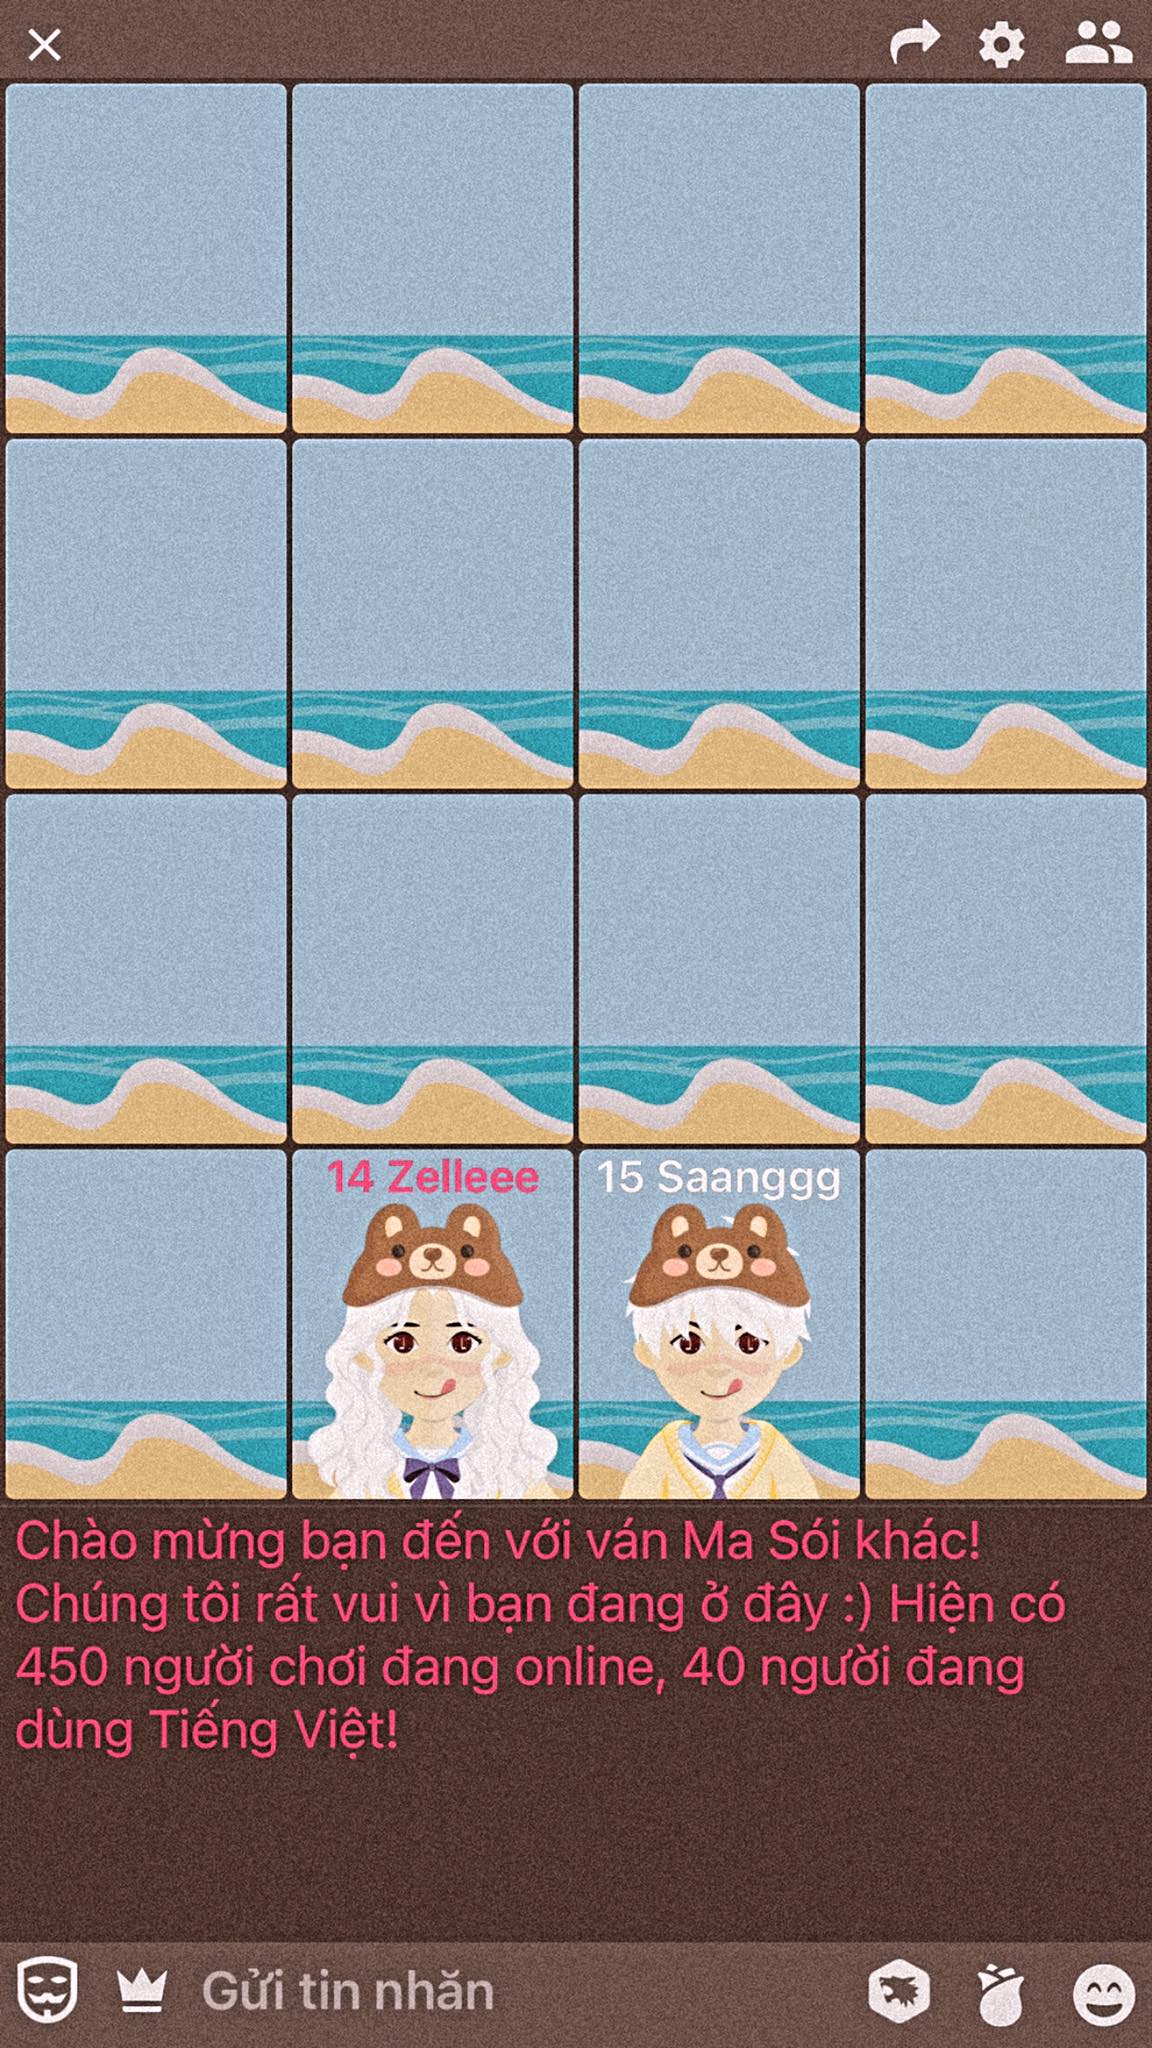 14 Zelleee
15 Saanggg
Chào mừng bạn đến với ván Ma Sói khác!
Chúng tôi rất vui vì bạn đang ở đây :) Hiện có
450 người chơi đang online, 40 người đang
dùng Tiếng Việt!
Gửi tin nhăn